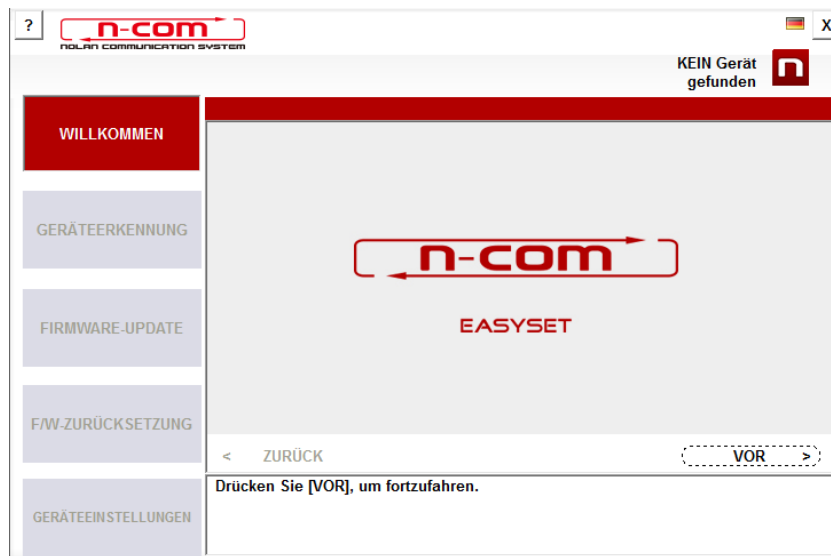 ?
n-com
NOLAN COMMUNICATION SYSTEM
X
KEIN Gerät
gefunden
n
WILLKOMMEN
GERÄTEERKENNUNG
FIRMWARE-UPDATE
F/W-ZURÜCKSETZUNG
GERÄTEEINSTELLUNGEN
n-com
EASYSET
< ZURÜCK
VOR >
Drücken Sie [VOR], um fortzufahren.